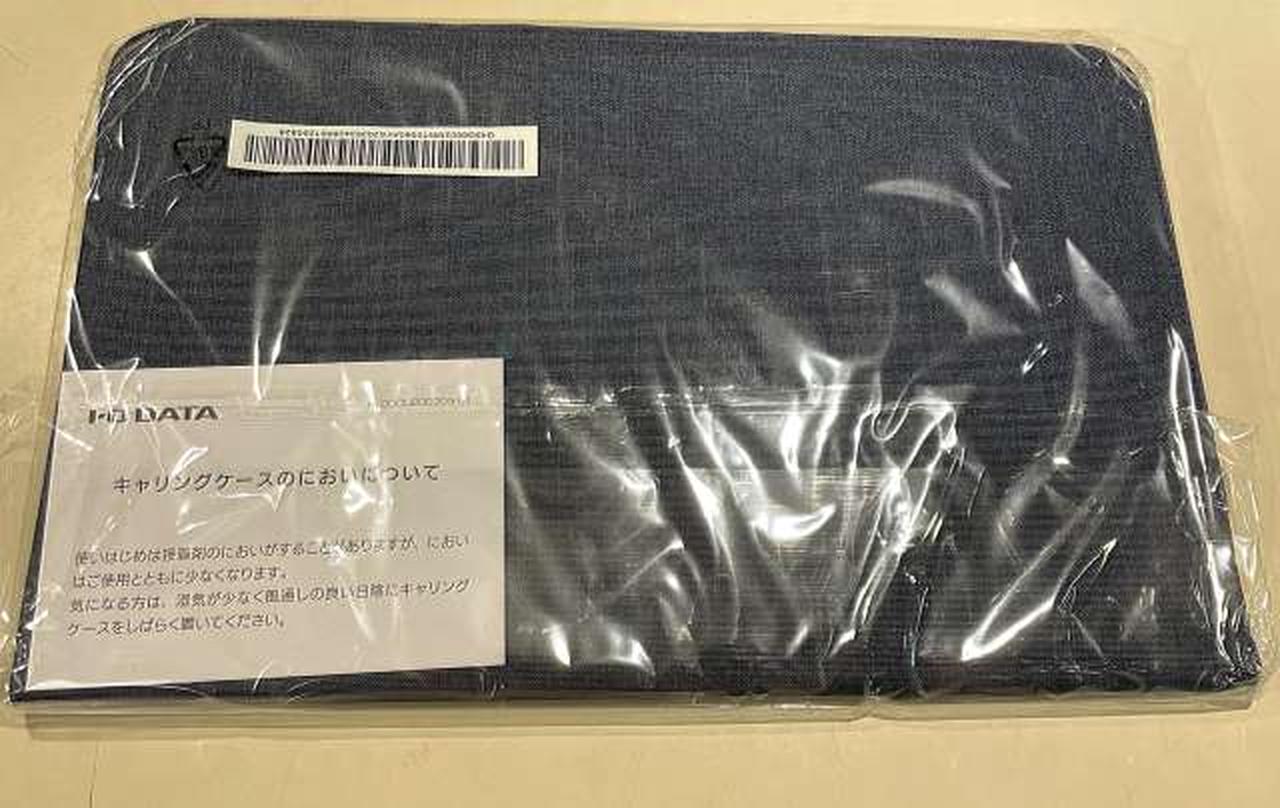 I-O DATA
キャリングケースのにおいについて
使いはじめは接着剤のにおいがすることがありますが、におい
はご使用とともに少なくなります。
気になる方は、湿気が少なく風通しの良い日陰にキャリング
ケースをしばらく置いてください。